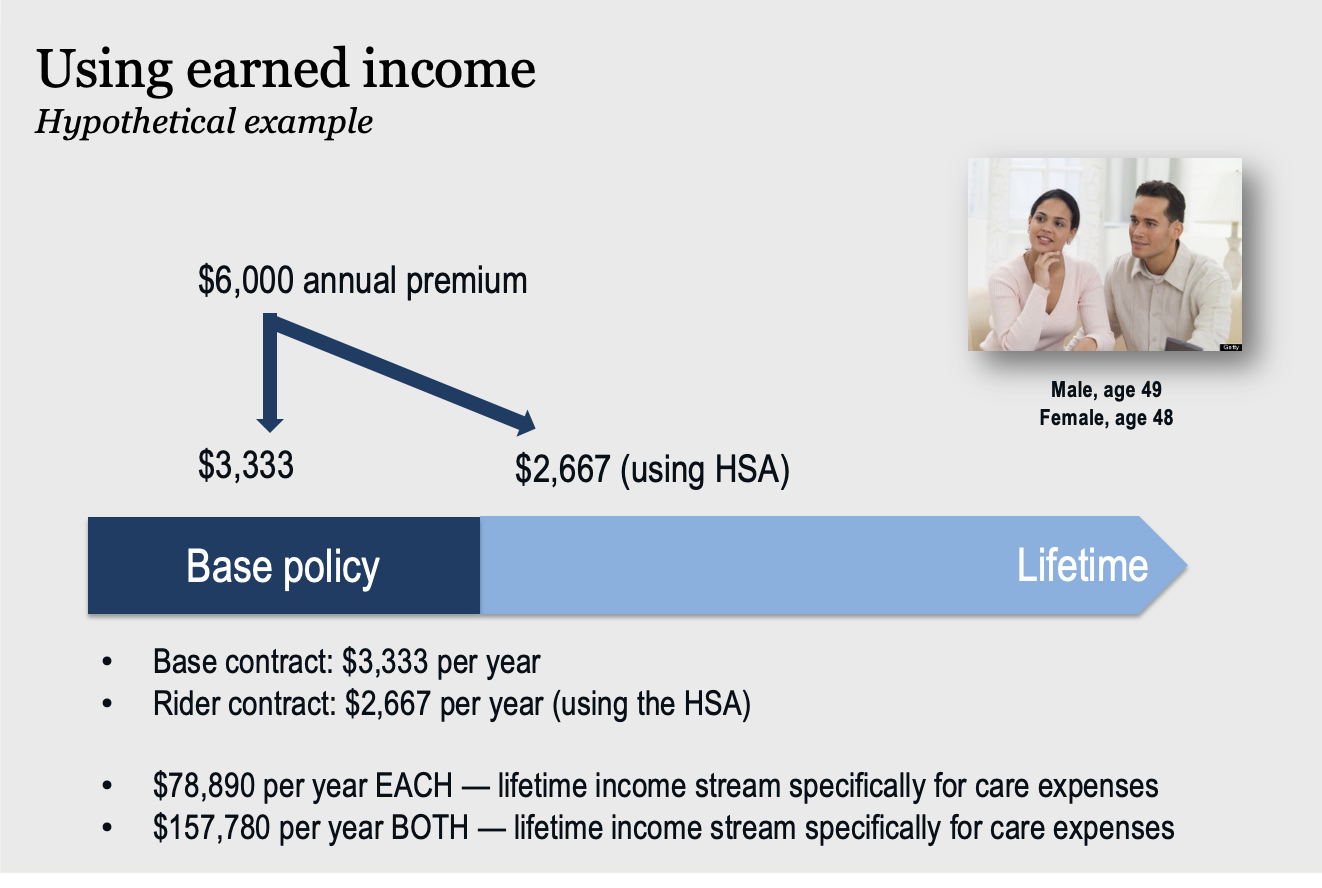 Using earned income
Hypothetical example
$6,000 annual premium
Getty
Male, age 49
Female, age 48
$3,333
$2,667 (using HSA)
Base policy
Lifetime
• Base contract: $3,333 per year
• Rider contract: $2,667 per year (using the HSA)
• $78,890 per year EACH — lifetime income stream specifically for care expenses
• $157,780 per year BOTH — lifetime income stream specifically for care expenses